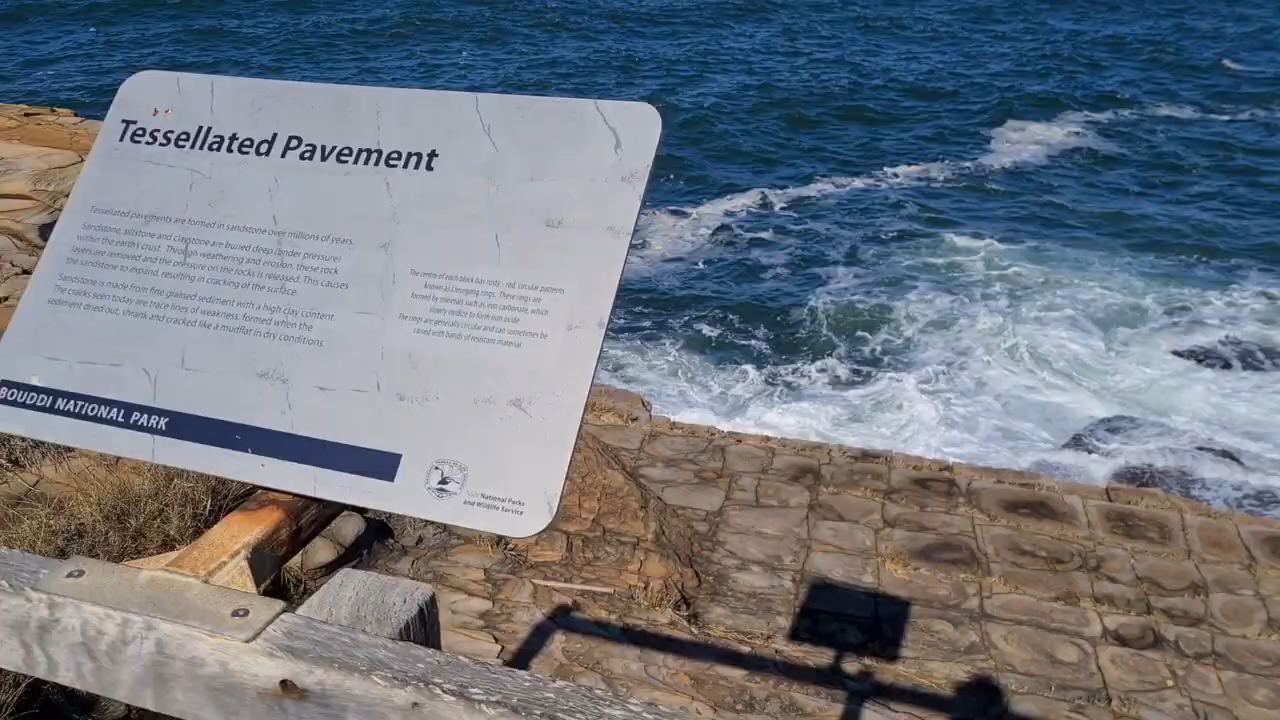 Tessellated Pavement
Tessellated pavements are formed in sandstone over millions of years.
Sandstone, siltstone and claystone are buried deep (under pressure)
within the earth's crust. Through weathering and erosion, these rock
layers are removed and the pressure on the rocks is released. This causes
the sandstone to expand, resulting in cracking of the surface.
Sandstone is made from fine grained sediment with a high clay content.
The cracks seen today are trace lines of weakness, formed when the
sediment dried out, shrank and cracked like a mudflat in dry conditions.
The centre of each block has rusty - red, circular patterns
known as Liesegang rings. These rings are
formed by minerals such as iron carbonate, which
slowly oxidize to form iron oxide.
The rings are generally circular and can sometimes be
raised with bands of resistant material.
BOUDDI NATIONAL PARK
NSW National Parks
and Wildlife Service